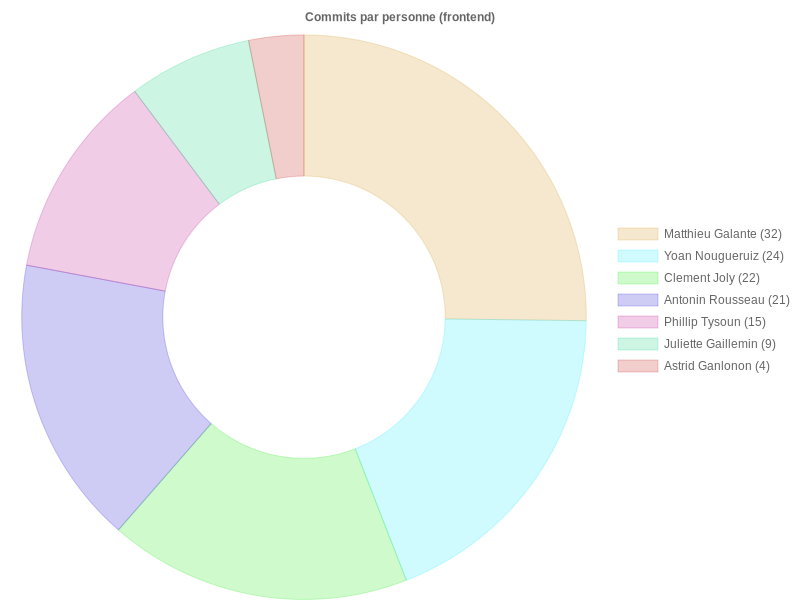 Commits par personne (frontend)
Matthieu Galante (32)
Yoan Nougueruiz (24)
Clement Joly (22)
Antonin Rousseau (21)
Phillip Tysoun (15)
Juliette Gaillemin (9)
Astrid Ganlonon (4)